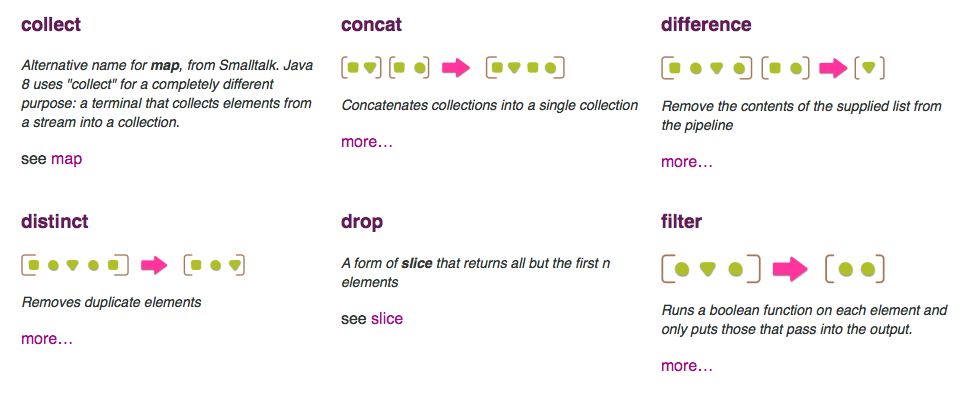 collect
Alternative name for map, from Smalltalk. Java
8 uses "collect" for a completely different
purpose: a terminal that collects elements from
a stream into a collection.
see map
concat
Concatenates collections into a single collection
more…
difference
Remove the contents of the supplied list from
the pipeline
more…
distinct
Removes duplicate elements
more…
drop
A form of slice that returns all but the first n
elements
see slice
filter
Runs a boolean function on each element and
only puts those that pass into the output.
more…